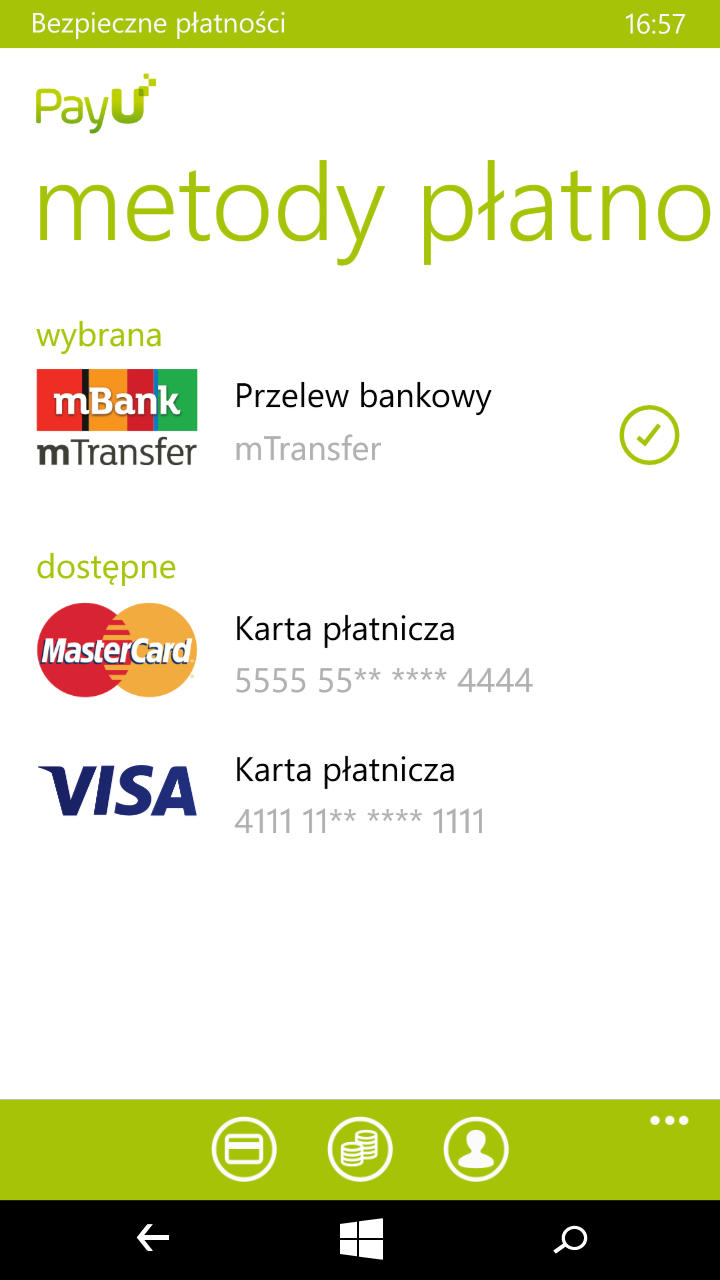 Bezpieczne płatności 16:57
PayU
metody płatno
wybrana
mBank
mTransfer
Przelew bankowy
mTransfer
dostępne
MasterCard
Karta płatnicza
5555 55** **** 4444
VISA
Karta płatnicza
4111 11** **** 1111